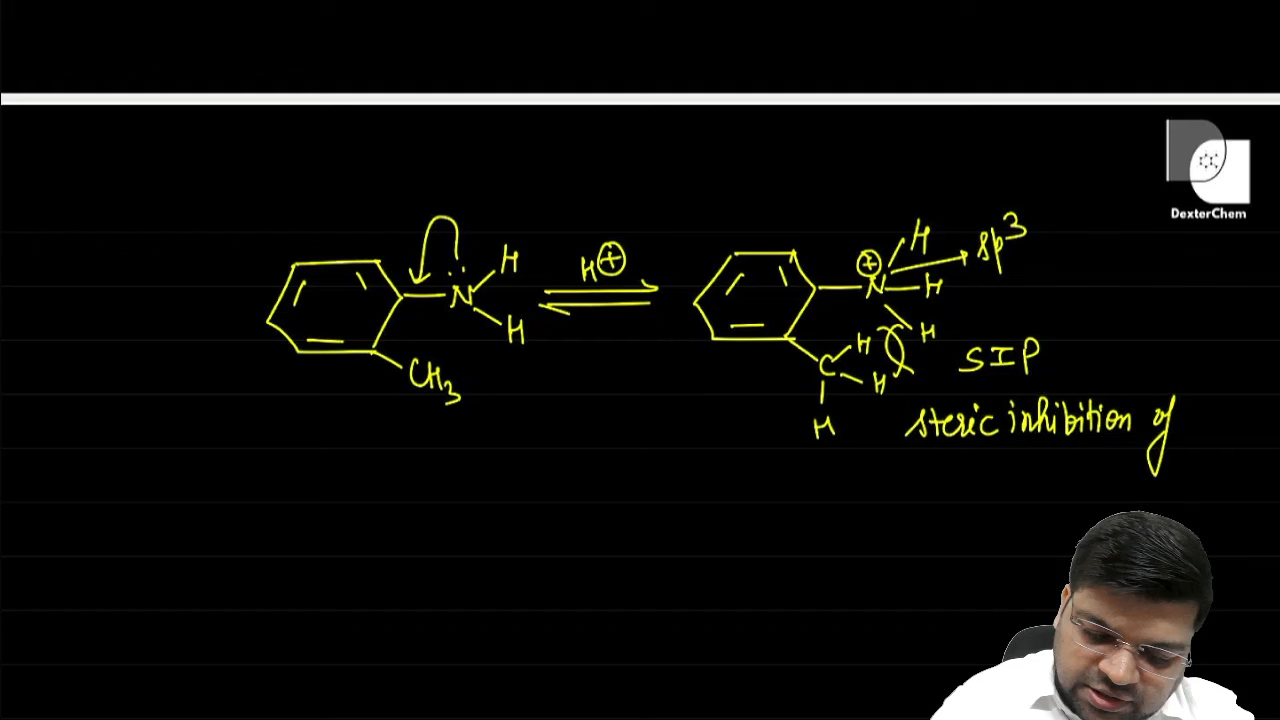 DexterChem
N̈
H
H
CH₃
H⊕
⊕
N
H
H
H
sp³
C
H
H
H
SIP
steric inhibition of